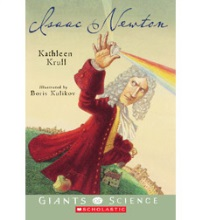 Isaac Newton
Kathleen
Krull
illustrated by
Boris Kulikov
GIANTS OF SCIENCE
SCHOLASTIC